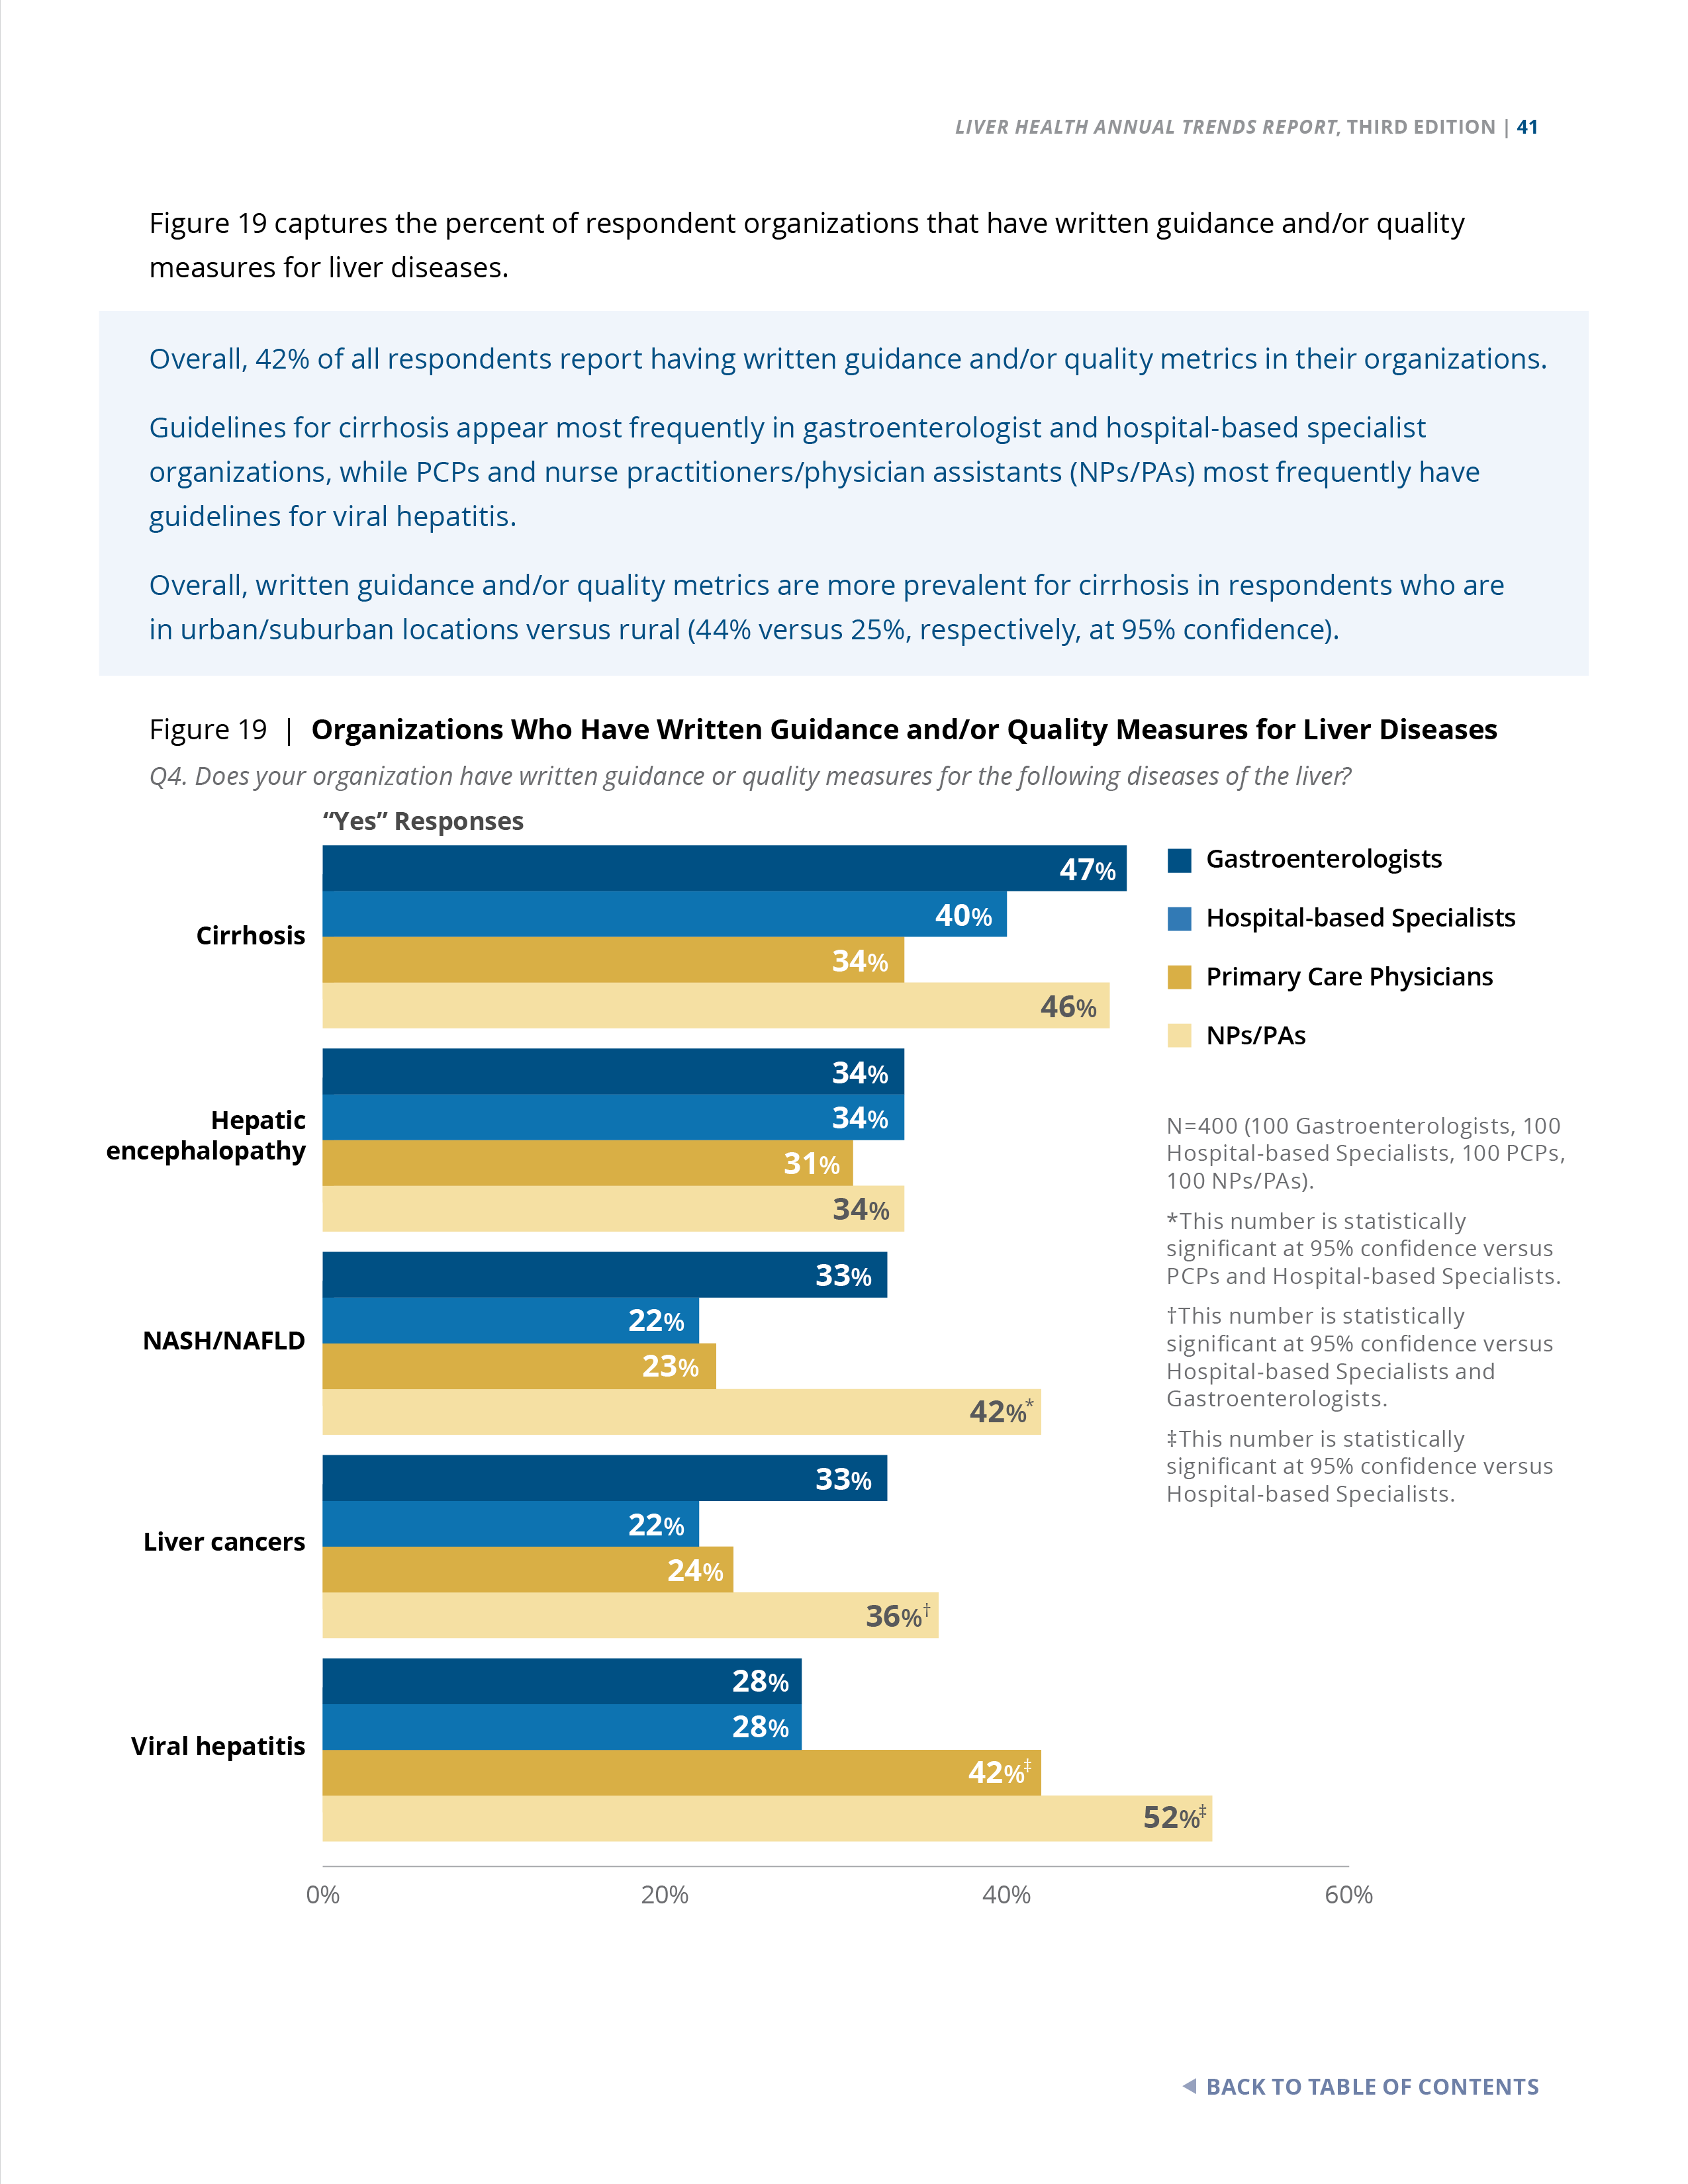 LIVER HEALTH ANNUAL TRENDS REPORT, THIRD EDITION | 41
Figure 19 captures the percent of respondent organizations that have written guidance and/or quality
measures for liver diseases.
Overall, 42% of all respondents report having written guidance and/or quality metrics in their organizations.
Guidelines for cirrhosis appear most frequently in gastroenterologist and hospital-based specialist
organizations, while PCPs and nurse practitioners/physician assistants (NPs/PAs) most frequently have
guidelines for viral hepatitis.
Overall, written guidance and/or quality metrics are more prevalent for cirrhosis in respondents who are
in urban/suburban locations versus rural (44% versus 25%, respectively, at 95% confidence).
Figure 19 | Organizations Who Have Written Guidance and/or Quality Measures for Liver Diseases
Q4. Does your organization have written guidance or quality measures for the following diseases of the liver?
“Yes” Responses
Cirrhosis
47%
40%
34%
46%
Hepatic
encephalopathy
34%
34%
31%
34%
NASH/NAFLD
33%
22%
23%
42%*
Liver cancers
33%
22%
24%
36%†
Viral hepatitis
28%
28%
42%‡
52%‡
0%
20%
40%
60%
Gastroenterologists
Hospital-based Specialists
Primary Care Physicians
NPs/PAs
N=400 (100 Gastroenterologists, 100
Hospital-based Specialists, 100 PCPs,
100 NPs/PAs).
*This number is statistically
significant at 95% confidence versus
PCPs and Hospital-based Specialists.
†This number is statistically
significant at 95% confidence versus
Hospital-based Specialists and
Gastroenterologists.
‡This number is statistically
significant at 95% confidence versus
Hospital-based Specialists.
BACK TO TABLE OF CONTENTS